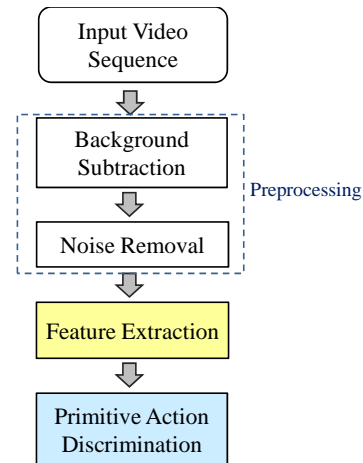 Input Video
Sequence
Background
Subtraction
Preprocessing
Noise Removal
Feature Extraction
Primitive Action
Discrimination